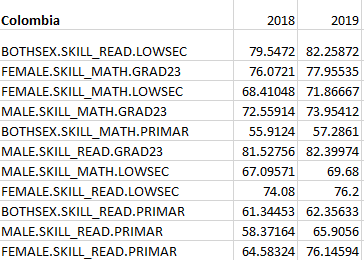 Colombia 2018 2019
BOTHSEX.SKILL_READ.LOWSEC 79.5472 82.25872
FEMALE.SKILL_MATH.GRAD23 76.0721 77.95535
FEMALE.SKILL_MATH.LOWSEC 68.41048 71.86667
MALE.SKILL_MATH.GRAD23 72.55914 73.95412
BOTHSEX.SKILL_MATH.PRIMAR 55.9124 57.2861
MALE.SKILL_READ.GRAD23 81.52756 82.39974
MALE.SKILL_MATH.LOWSEC 67.09571 69.68
FEMALE.SKILL_READ.LOWSEC 74.08 76.2
BOTHSEX.SKILL_READ.PRIMAR 61.34453 62.35633
MALE.SKILL_READ.PRIMAR 58.37164 65.9056
FEMALE.SKILL_READ.PRIMAR 64.58324 76.14594